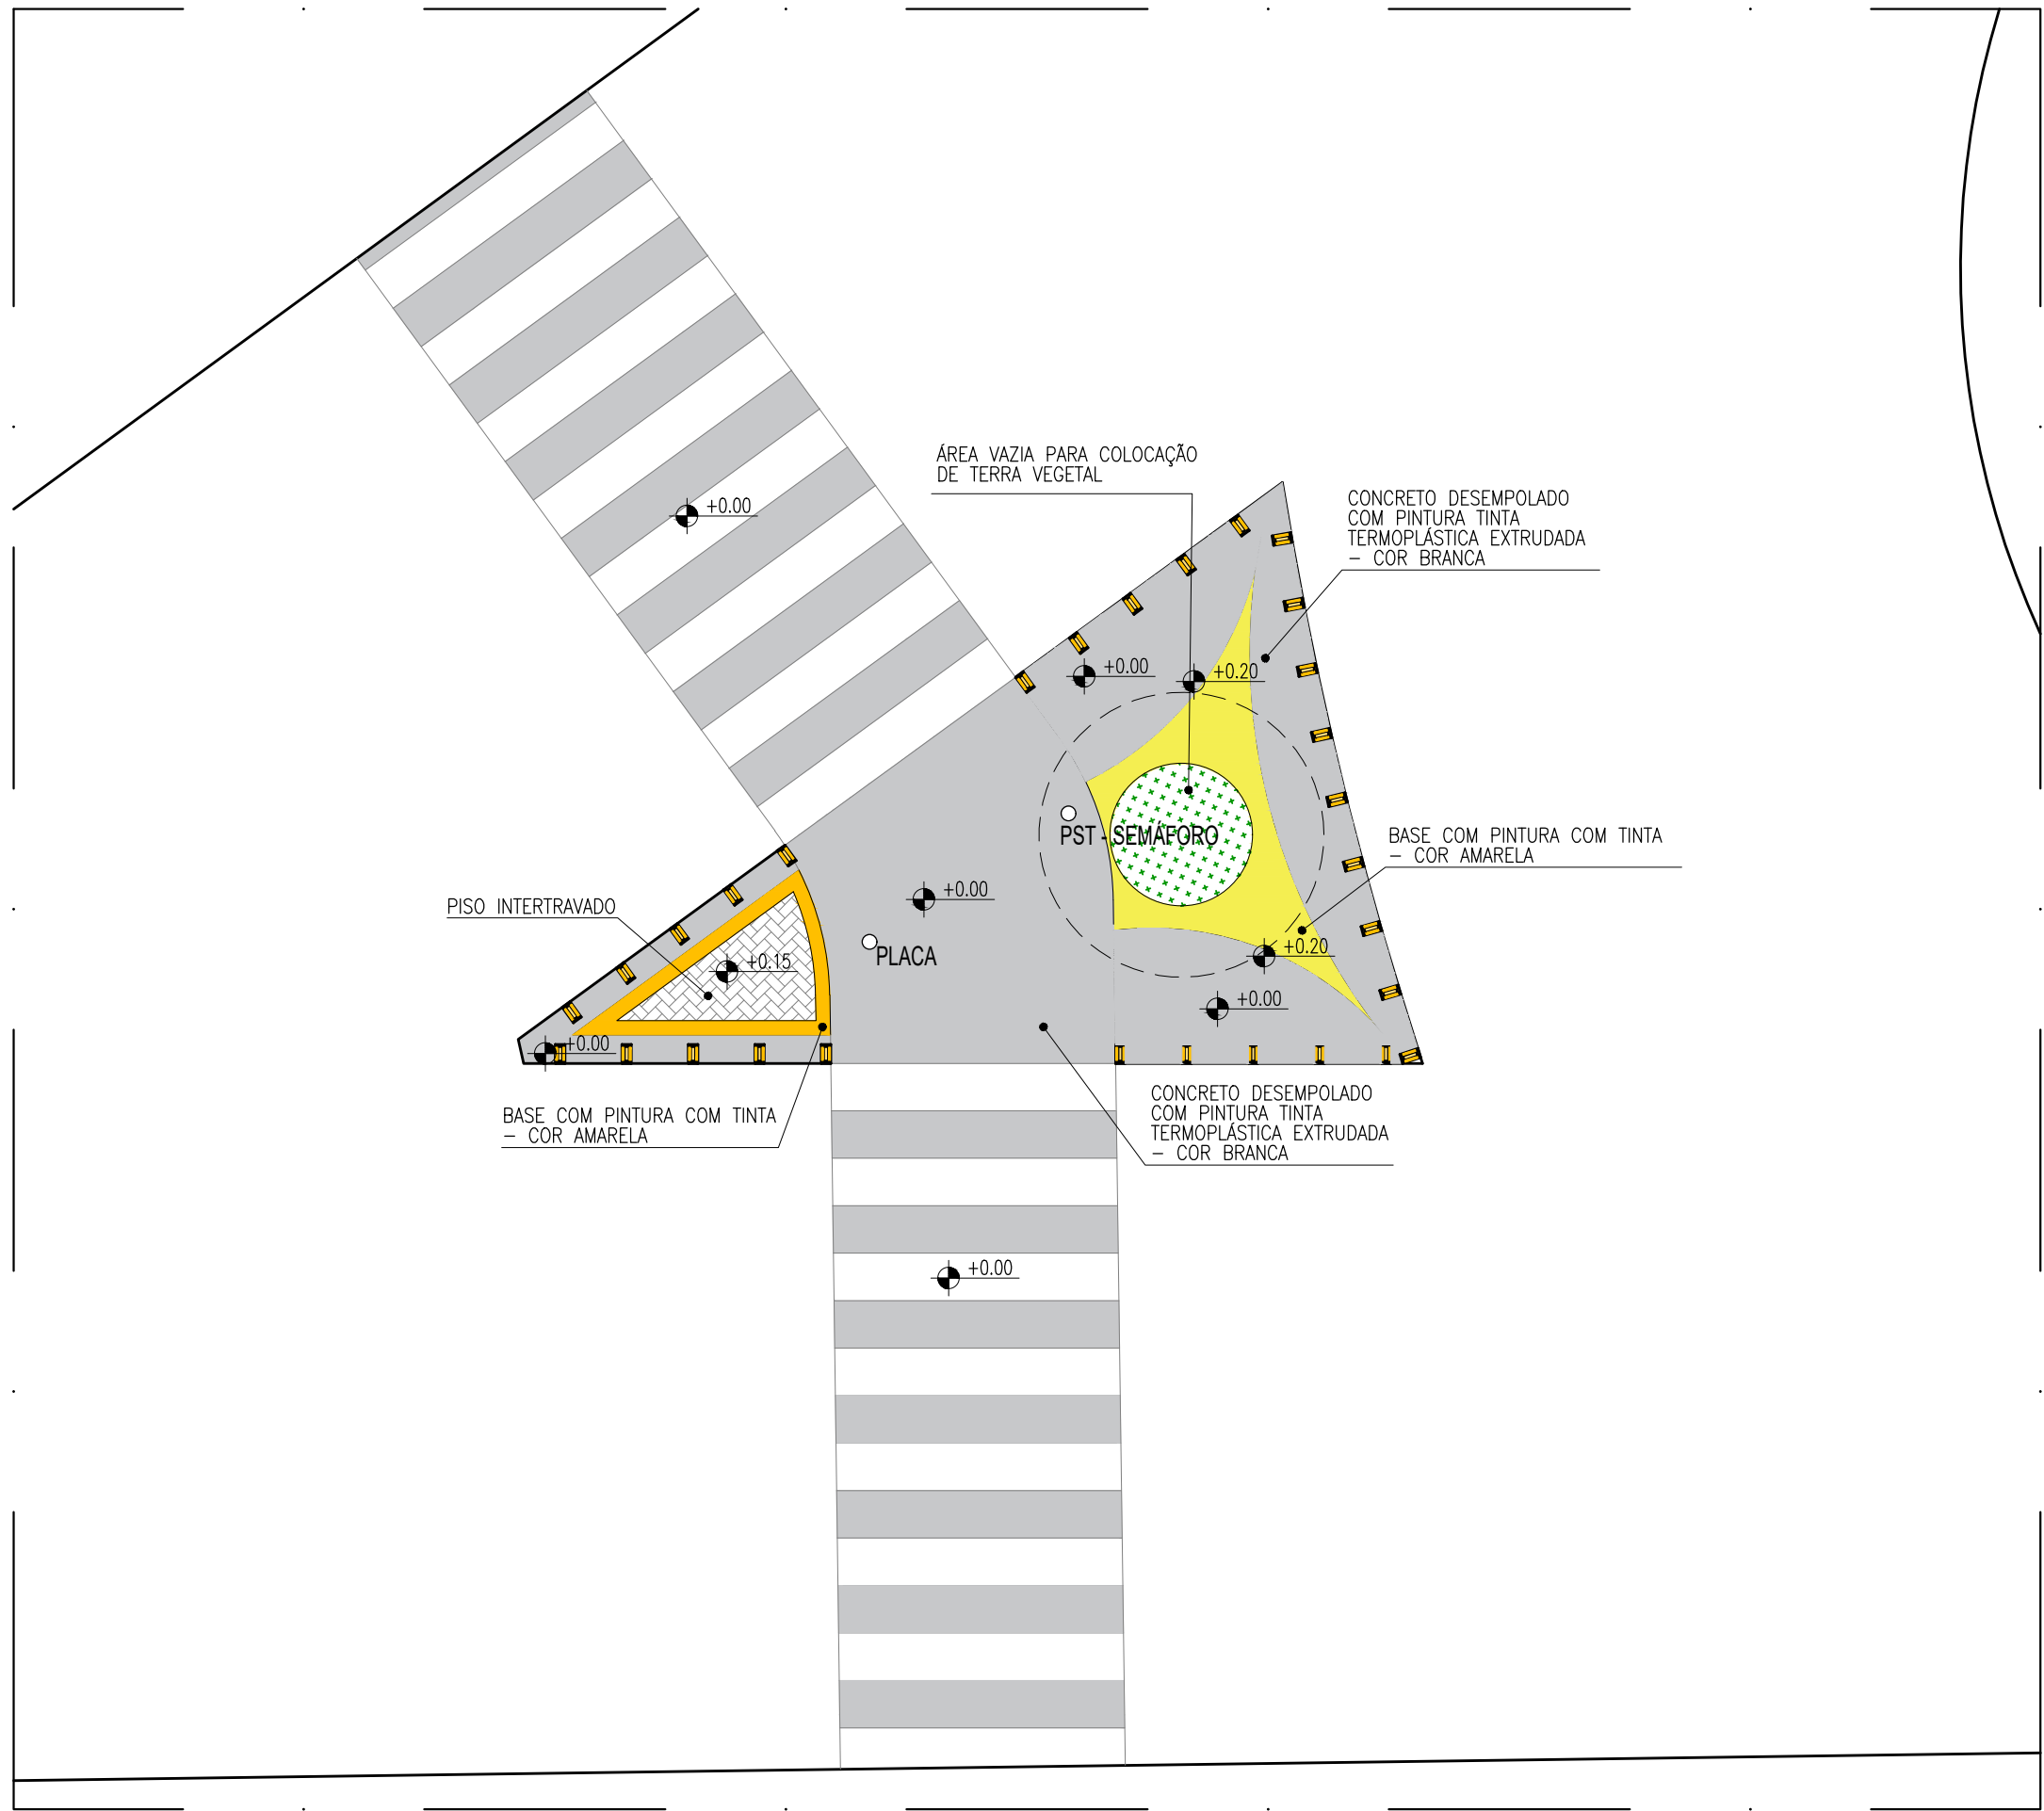 ÁREA VAZIA PARA COLOCAÇÃO
DE TERRA VEGETAL
CONCRETO DESEMPOLADO
COM PINTURA TINTA
TERMOPLÁSTICA EXTRUDADA
– COR BRANCA
+0.00
+0.00
+0.20
PST - SEMÁFORO
BASE COM PINTURA COM TINTA
– COR AMARELA
+0.00
PISO INTERTRAVADO
PLACA
+0.20
+0.15
+0.00
+0.00
BASE COM PINTURA COM TINTA
– COR AMARELA
CONCRETO DESEMPOLADO
COM PINTURA TINTA
TERMOPLÁSTICA EXTRUDADA
– COR BRANCA
+0.00